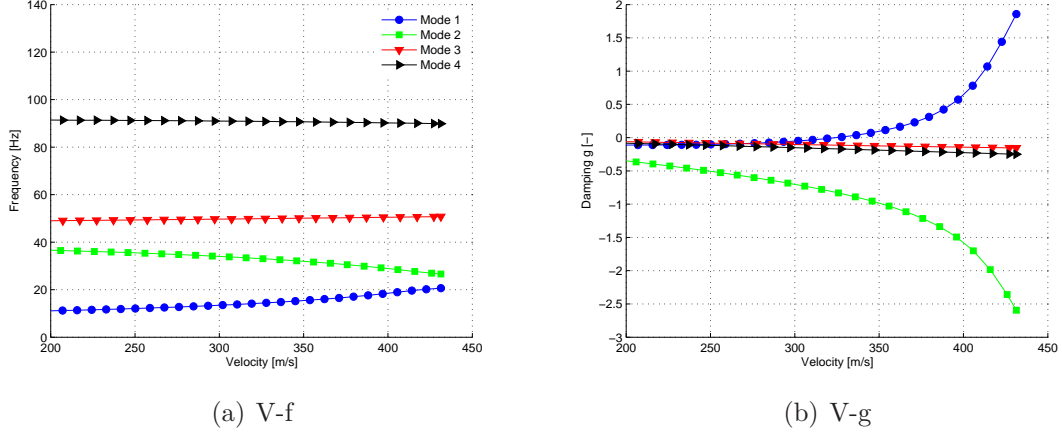 140
120
100
80
60
40
20
0
Frequency [Hz]
200 250 300 350 400 450
Velocity [m/s]
Mode 1
Mode 2
Mode 3
Mode 4
(a) V-f
2
1.5
1
0.5
0
−0.5
−1
−1.5
−2
−2.5
−3
Damping g [−]
200 250 300 350 400 450
Velocity [m/s]
(b) V-g